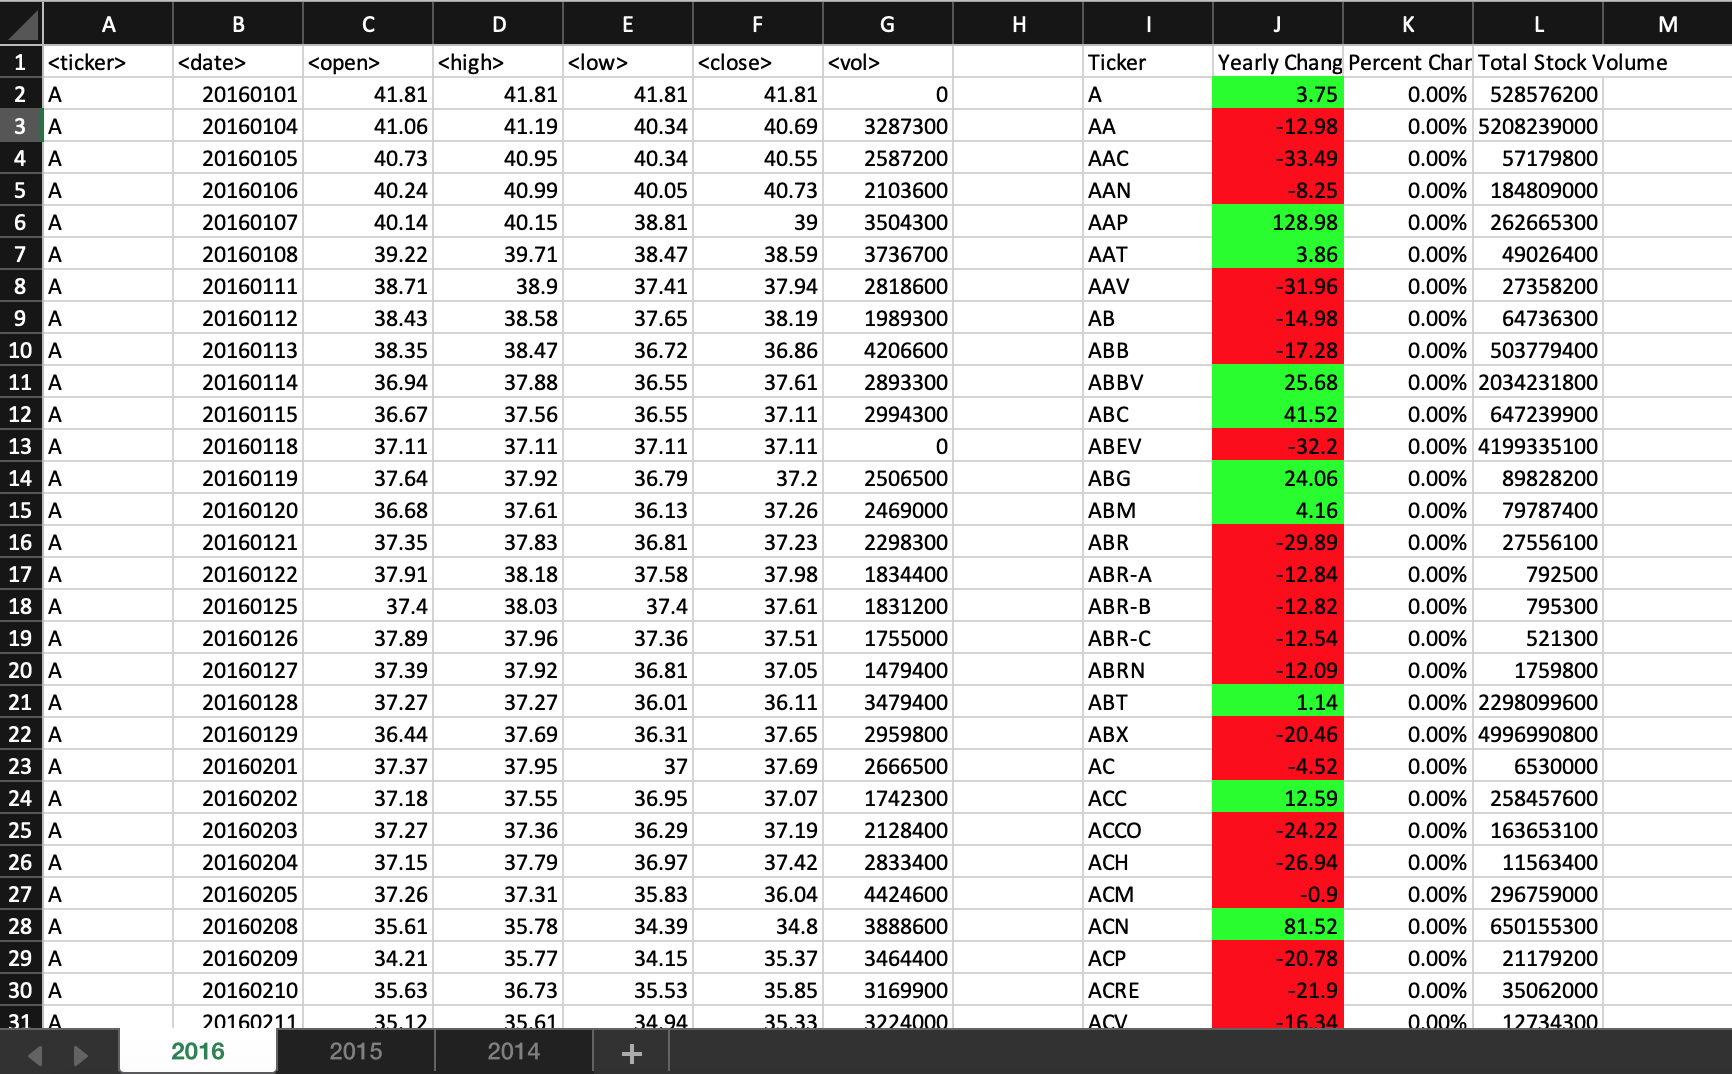 A B C D E F G H I J K L M
1 <ticker> <date> <open> <high> <low> <close> <vol> Ticker Yearly Chang Percent Char Total Stock Volume
2 A 20160101 41.81 41.81 41.81 41.81 0 A 3.75 0.00% 528576200
3 A 20160104 41.06 41.19 40.34 40.69 3287300 AA -12.98 0.00% 5208239000
4 A 20160105 40.73 40.95 40.34 40.55 2587200 AAC -33.49 0.00% 57179800
5 A 20160106 40.24 40.99 40.05 40.73 2103600 AAN -8.25 0.00% 184809000
6 A 20160107 40.14 40.15 38.81 39 3504300 AAP 128.98 0.00% 262665300
7 A 20160108 39.22 39.71 38.47 38.59 3736700 AAT 3.86 0.00% 49026400
8 A 20160111 38.71 38.9 37.41 37.94 2818600 AAV -31.96 0.00% 27358200
9 A 20160112 38.43 38.58 37.65 38.19 1989300 AB -14.98 0.00% 64736300
10 A 20160113 38.35 38.47 36.72 36.86 4206600 ABB -17.28 0.00% 503779400
11 A 20160114 36.94 37.88 36.55 37.61 2893300 ABBV 25.68 0.00% 2034231800
12 A 20160115 36.67 37.56 36.55 37.11 2994300 ABC 41.52 0.00% 647239900
13 A 20160118 37.11 37.11 37.11 37.11 0 ABEV -32.2 0.00% 4199335100
14 A 20160119 37.64 37.92 36.79 37.2 2506500 ABG 24.06 0.00% 89828200
15 A 20160120 36.68 37.61 36.13 37.26 2469000 ABM 4.16 0.00% 79787400
16 A 20160121 37.35 37.83 36.81 37.23 2298300 ABR -29.89 0.00% 27556100
17 A 20160122 37.91 38.18 37.58 37.98 1834400 ABR-A -12.84 0.00% 792500
18 A 20160125 37.4 38.03 37.4 37.61 1831200 ABR-B -12.82 0.00% 795300
19 A 20160126 37.89 37.96 37.36 37.51 1755000 ABR-C -12.54 0.00% 521300
20 A 20160127 37.39 37.92 36.81 37.05 1479400 ABRN -12.09 0.00% 1759800
21 A 20160128 37.27 37.27 36.01 36.11 3479400 ABT 1.14 0.00% 2298099600
22 A 20160129 36.44 37.69 36.31 37.65 2959800 ABX -20.46 0.00% 4996990800
23 A 20160201 37.37 37.95 37 37.69 2666500 AC -4.52 0.00% 6530000
24 A 20160202 37.18 37.55 36.95 37.07 1742300 ACC 12.59 0.00% 258457600
25 A 20160203 37.27 37.36 36.29 37.19 2128400 ACCO -24.22 0.00% 163653100
26 A 20160204 37.15 37.79 36.97 37.42 2833400 ACH -26.94 0.00% 11563400
27 A 20160205 37.26 37.31 35.83 36.04 4424600 ACM -0.9 0.00% 296759000
28 A 20160208 35.61 35.78 34.39 34.8 3888600 ACN 81.52 0.00% 650155300
29 A 20160209 34.21 35.77 34.15 35.37 3464400 ACP -20.78 0.00% 21179200
30 A 20160210 35.63 36.73 35.53 35.85 3169900 ACRE -21.9 0.00% 35062000
31 A 20160211 35.12 35.61 34.94 35.33 3224000 ACV -16.34 0.00% 12734300
2016 2015 2014 +